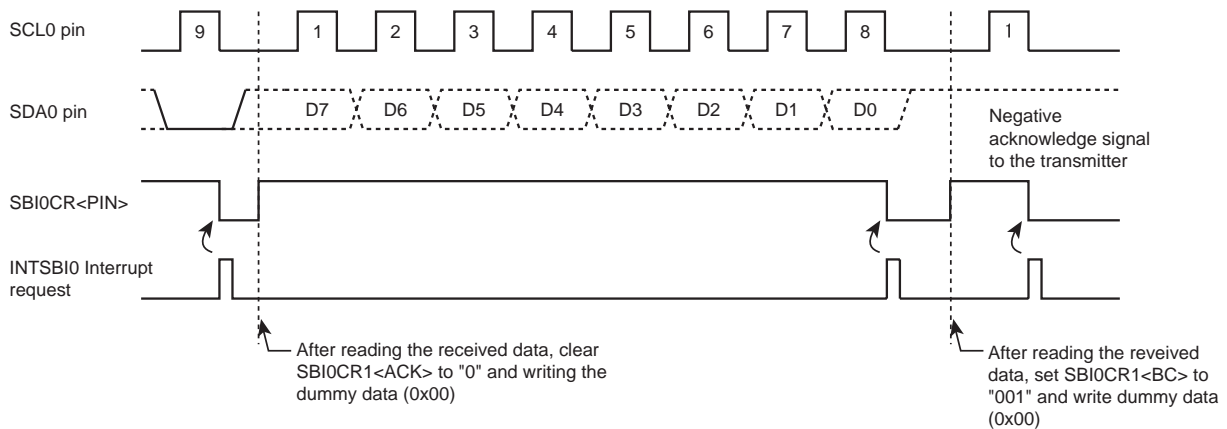 SCL0 pin
9 1 2 3 4 5 6 7 8 1
SDA0 pin
D7 D6 D5 D4 D3 D2 D1 D0
Negative
acknowledge signal
to the transmitter
SBI0CR<PIN>
INTSBI0 Interrupt
request
After reading the received data, clear
SBI0CR1<ACK> to "0" and writing the
dummy data (0x00)
After reading the reveived
data, set SBI0CR1<BC> to
"001" and write dummy data
(0x00)